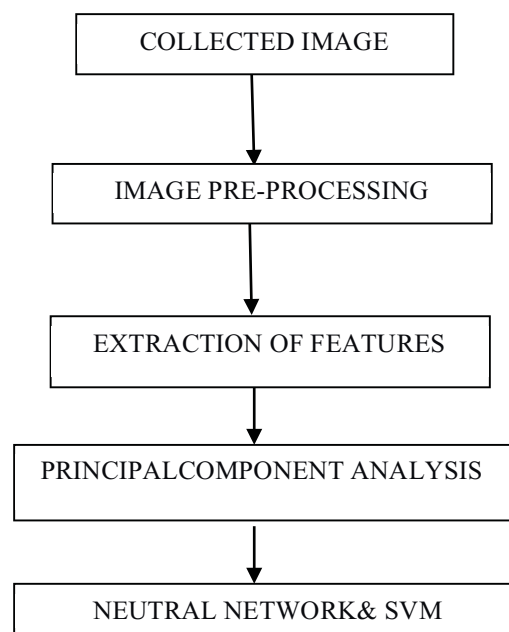 COLLECTED IMAGE
IMAGE PRE-PROCESSING
EXTRACTION OF FEATURES
PRINCIPALCOMPONENT ANALYSIS
NEUTRAL NETWORK& SVM